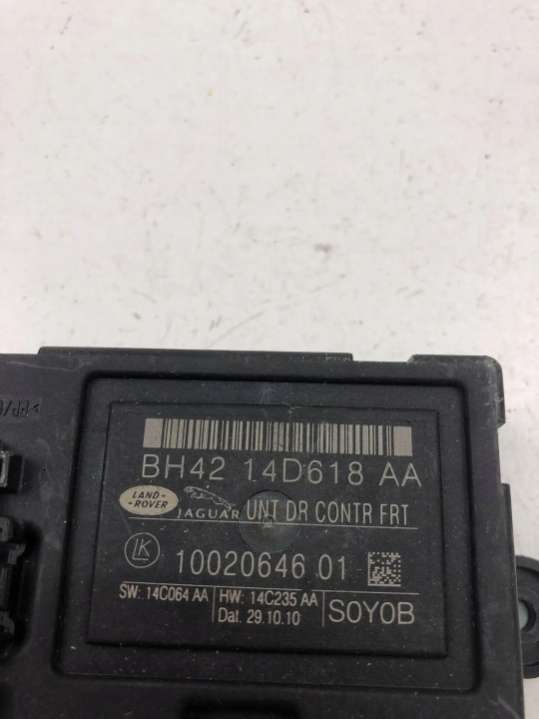 BH42 14D618 AA
LAND-
-ROVER
JAGUAR UNT DR CONTR FRT
LK 10020646 01
SW: 14C064 AA HW: 14C235 AA
Dat. 29.10.10 S0Y0B